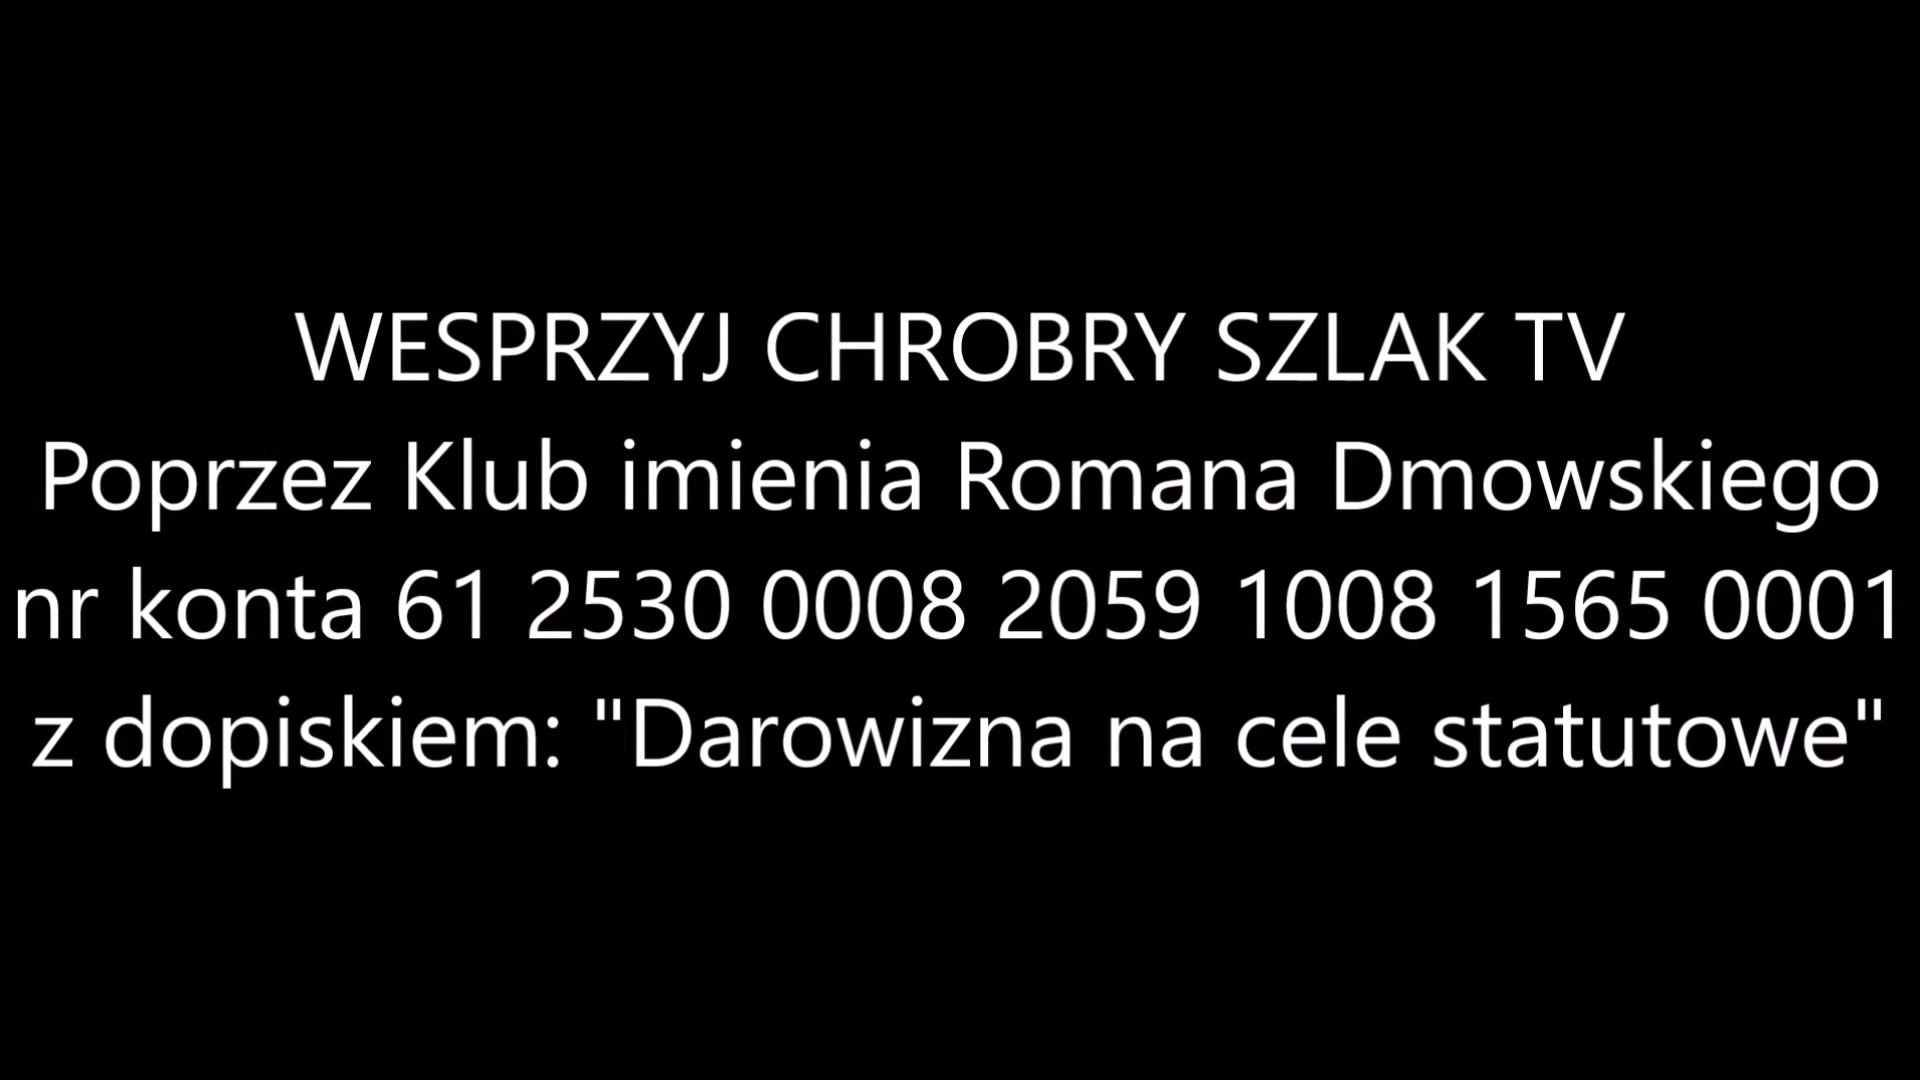 WESPRZYJ CHROBRY SZLAK TV
Poprzez Klub imienia Romana Dmowskiego
nr konta 61 2530 0008 2059 1008 1565 0001
z dopiskiem: "Darowizna na cele statutowe"